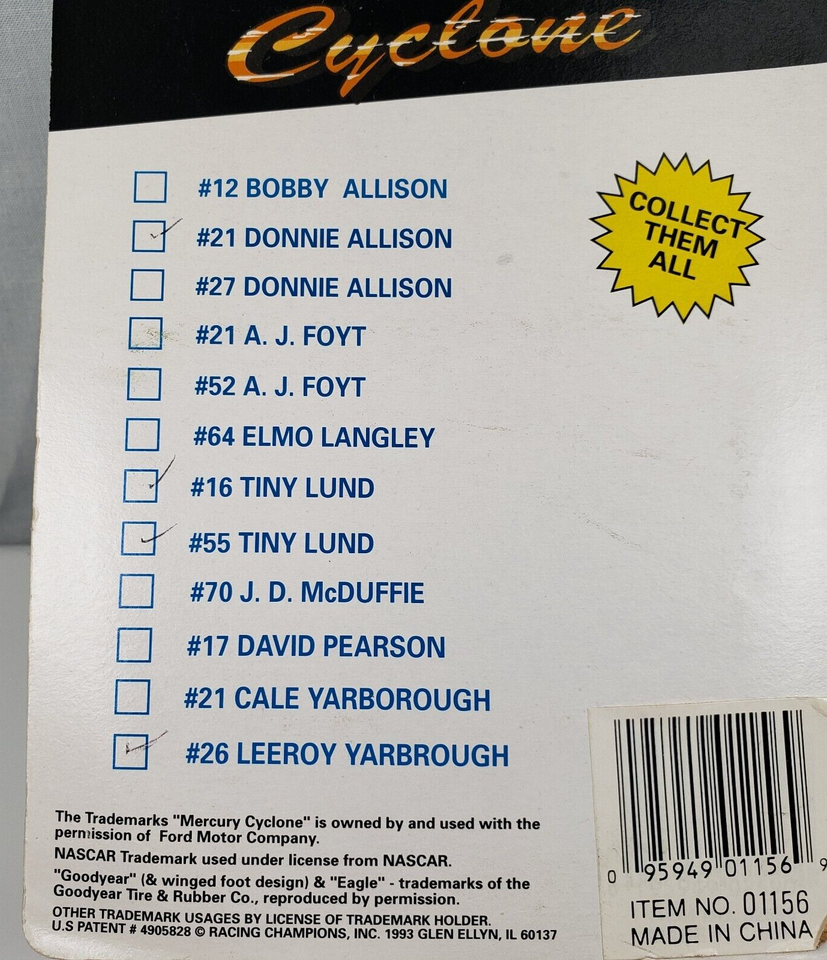 Cyclone
#12 BOBBY ALLISON
#21 DONNIE ALLISON
#27 DONNIE ALLISON
#21 A. J. FOYT
#52 A. J. FOYT
#64 ELMO LANGLEY
#16 TINY LUND
#55 TINY LUND
#70 J. D. McDUFFIE
#17 DAVID PEARSON
#21 CALE YARBOROUGH
#26 LEEROY YARBROUGH
COLLECT
THEM
ALL
The Trademarks "Mercury Cyclone" is owned by and used with the
permission of Ford Motor Company.
NASCAR Trademark used under license from NASCAR.
"Goodyear" (& winged foot design) & "Eagle" - trademarks of the
Goodyear Tire & Rubber Co., reproduced by permission.
OTHER TRADEMARK USAGES BY LICENSE OF TRADEMARK HOLDER.
U.S PATENT # 4905828 © RACING CHAMPIONS, INC. 1993 GLEN ELLYN, IL 60137
0 95949 01156 9
ITEM NO. 01156
MADE IN CHINA